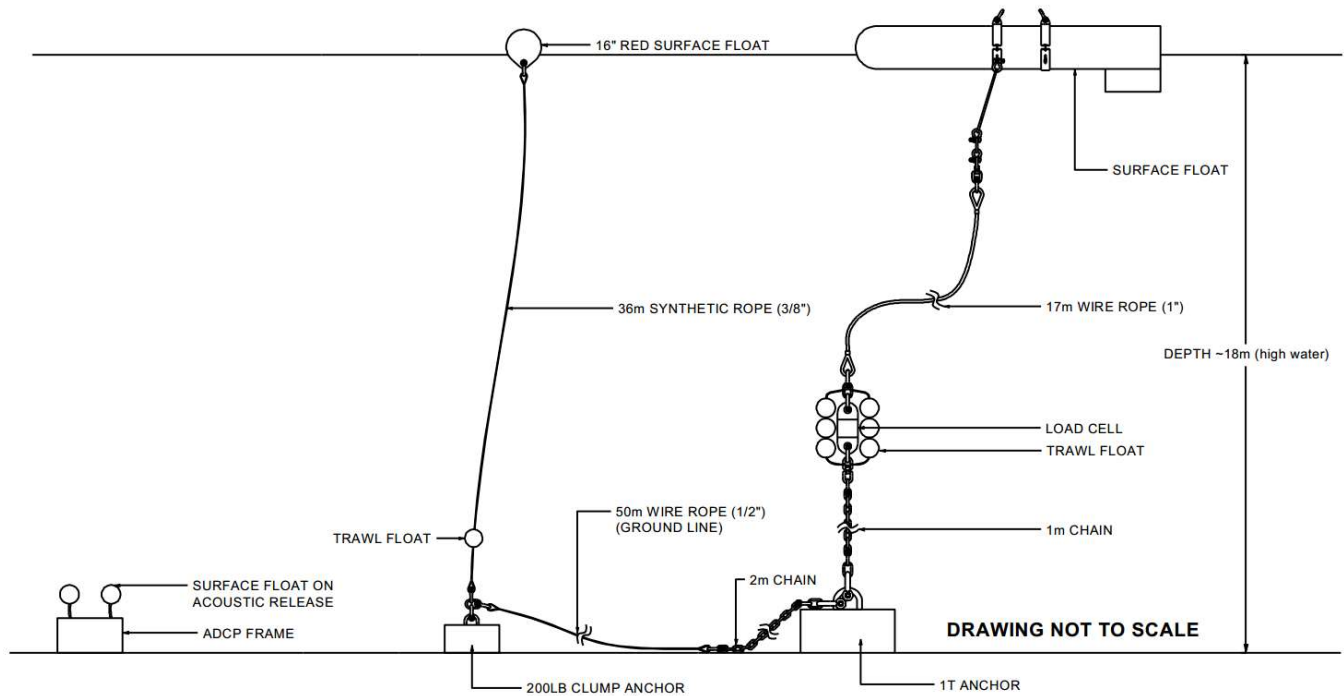 16" RED SURFACE FLOAT
SURFACE FLOAT
36m SYNTHETIC ROPE (3/8")
17m WIRE ROPE (1")
DEPTH ~18m (high water)
LOAD CELL
TRAWL FLOAT
50m WIRE ROPE (1/2")
(GROUND LINE)
1m CHAIN
TRAWL FLOAT
2m CHAIN
SURFACE FLOAT ON
ACOUSTIC RELEASE
ADCP FRAME
DRAWING NOT TO SCALE
200LB CLUMP ANCHOR
1T ANCHOR